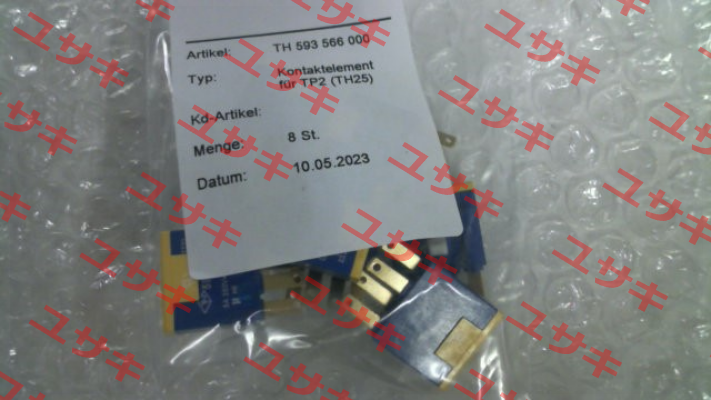 Artikel: TH 593 566 000
Typ: Kontaktelement
für TP2 (TH25)
Kd-Artikel:
Menge: 8 St.
Datum: 10.05.2023
ユサキ